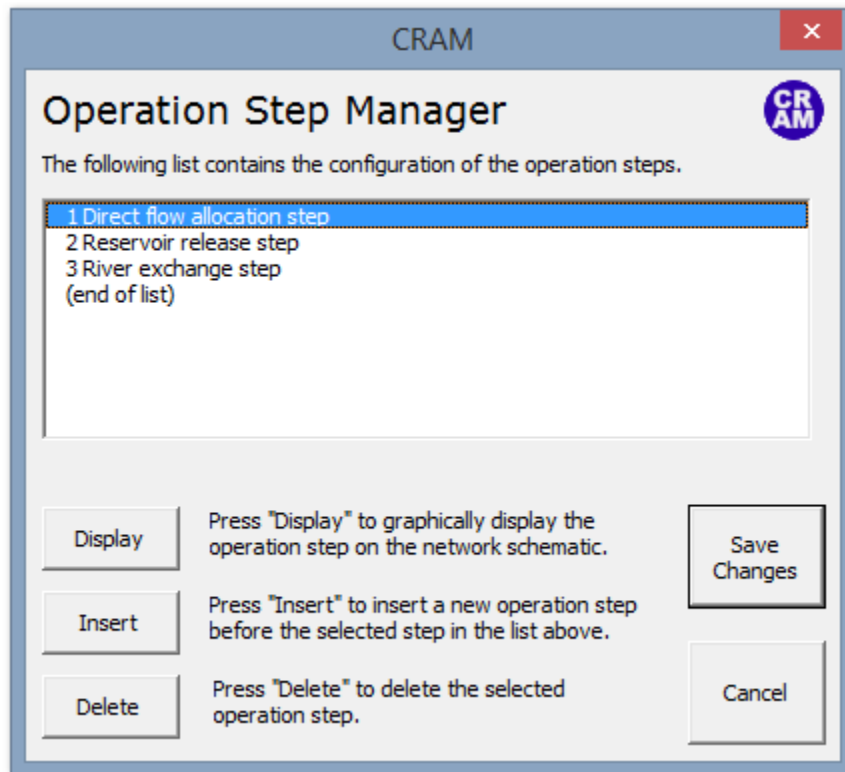 CRAM
Operation Step Manager
CR
AM
The following list contains the configuration of the operation steps.
1 Direct flow allocation step
2 Reservoir release step
3 River exchange step
(end of list)
Display
Press "Display" to graphically display the
operation step on the network schematic.
Save
Changes
Insert
Press "Insert" to insert a new operation step
before the selected step in the list above.
Delete
Press "Delete" to delete the selected
operation step.
Cancel